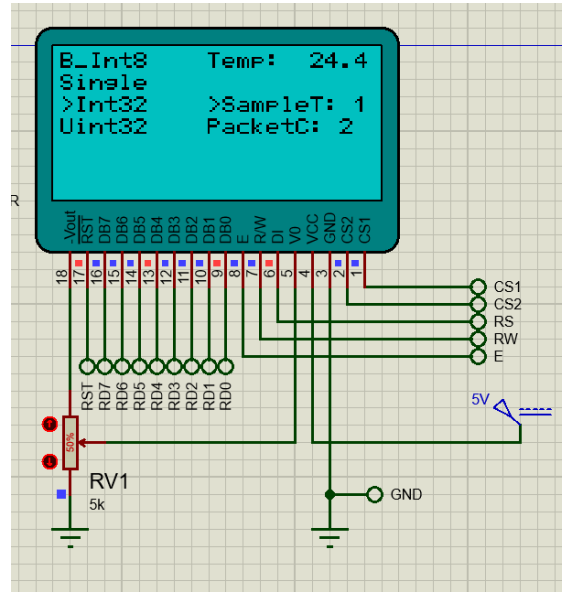 B_Int8 Temp: 24.4
Single
>Int32 >SampleT: 1
Uint32 PacketC: 2
R
-Vout RST DB7 DB6 DB5 DB4 DB3 DB2 DB1 DB0 E R/W DI V0 VCC GND CS2 CS1
18 17 16 15 14 13 12 11 10 9 8 7 6 5 4 3 2 1
CS1
CS2
RS
RW
E
RST RD7 RD6 RD5 RD4 RD3 RD2 RD1 RD0
5V
50%
RV1
5k
GND